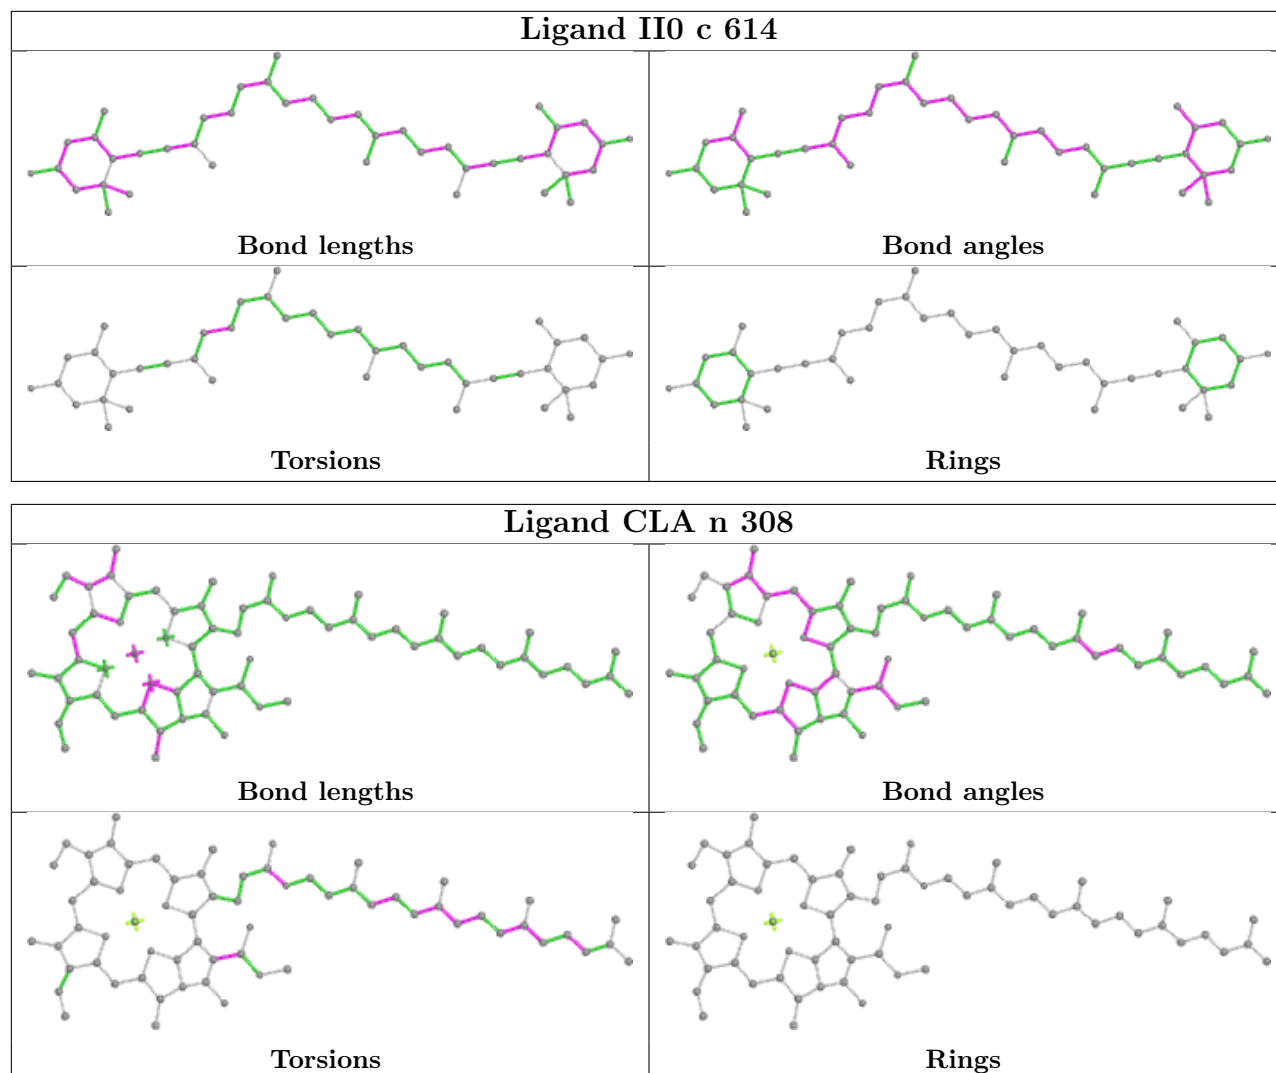 Ligand II0 c 614
Bond lengths
Bond angles
Torsions
Rings
Ligand CLA n 308
Bond lengths
Bond angles
Torsions
Rings